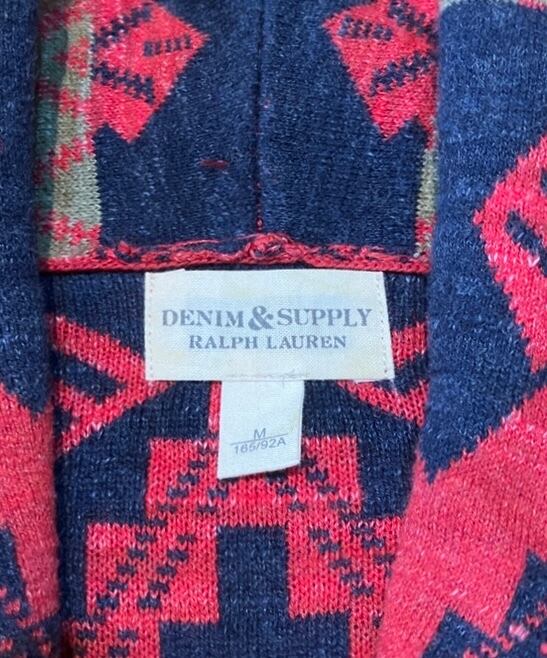 DENIM & SUPPLY
RALPH LAUREN
M
165/92A